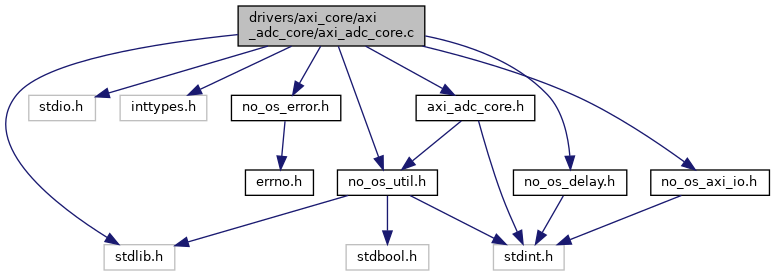 drivers/axi_core/axi
_adc_core/axi_adc_core.c
stdio.h
inttypes.h
no_os_error.h
axi_adc_core.h
errno.h
no_os_util.h
no_os_delay.h
no_os_axi_io.h
stdlib.h
stdbool.h
stdint.h